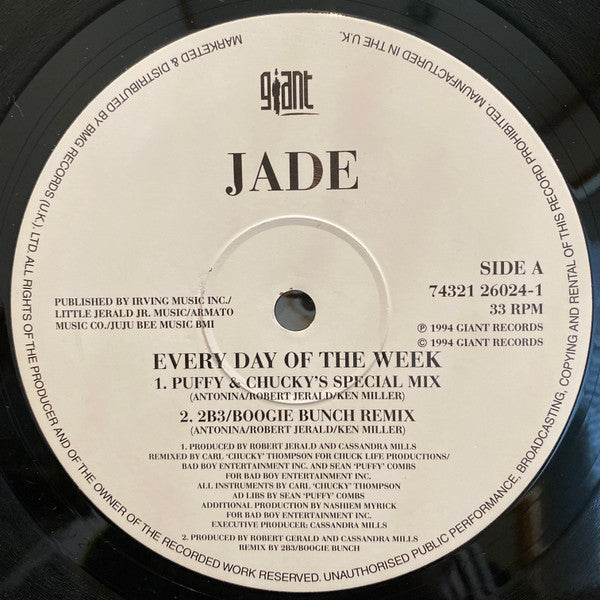 MARKETED & DISTRIBUTED BY BMG RECORDS (UK), LTD. ALL RIGHTS OF THE PRODUCER AND OF THE OWNER OF THE RECORDED WORK RESERVED. UNAUTHORISED PUBLIC PERFORMANCE, BROADCASTING, COPYING AND RENTAL OF THIS RECORD PROHIBITED. MANUFACTURED IN THE U.K.
giant
JADE
SIDE A
74321 26024-1
33 RPM
PUBLISHED BY IRVING MUSIC INC./
LITTLE JERALD JR. MUSIC/ARMATO
MUSIC CO./JUJU BEE MUSIC BMI
℗ 1994 GIANT RECORDS
© 1994 GIANT RECORDS
EVERY DAY OF THE WEEK
1. PUFFY & CHUCKY'S SPECIAL MIX
(ANTONINA/ROBERT JERALD/KEN MILLER)
2. 2B3/BOOGIE BUNCH REMIX
(ANTONINA/ROBERT JERALD/KEN MILLER)
1. PRODUCED BY ROBERT JERALD AND CASSANDRA MILLS
REMIXED BY CARL 'CHUCKY' THOMPSON FOR CHUCK LIFE PRODUCTIONS/
BAD BOY ENTERTAINMENT INC. AND SEAN 'PUFFY' COMBS
FOR BAD BOY ENTERTAINMENT INC.
ALL INSTRUMENTS BY CARL 'CHUCKY' THOMPSON
AD LIBS BY SEAN 'PUFFY' COMBS
ADDITIONAL PRODUCTION BY NASHIEM MYRICK
FOR BAD BOY ENTERTAINMENT INC.
EXECUTIVE PRODUCER: CASSANDRA MILLS
2. PRODUCED BY ROBERT GERALD AND CASSANDRA MILLS
REMIX BY 2B3/BOOGIE BUNCH